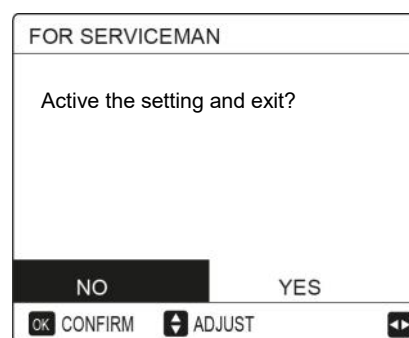 FOR SERVICEMAN
Active the setting and exit?
NO YES
OK CONFIRM ADJUST